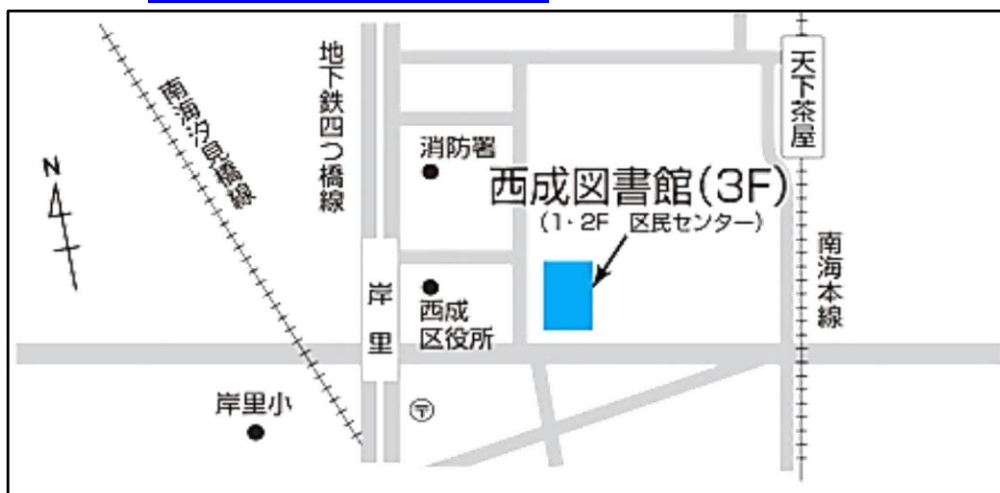 南海汐見橋線
地下鉄四つ橋線
天下茶屋
消防署
N
西成図書館(3F)
(1・2F 区民センター)
南海本線
岸里
西成
区役所
岸里小
〒